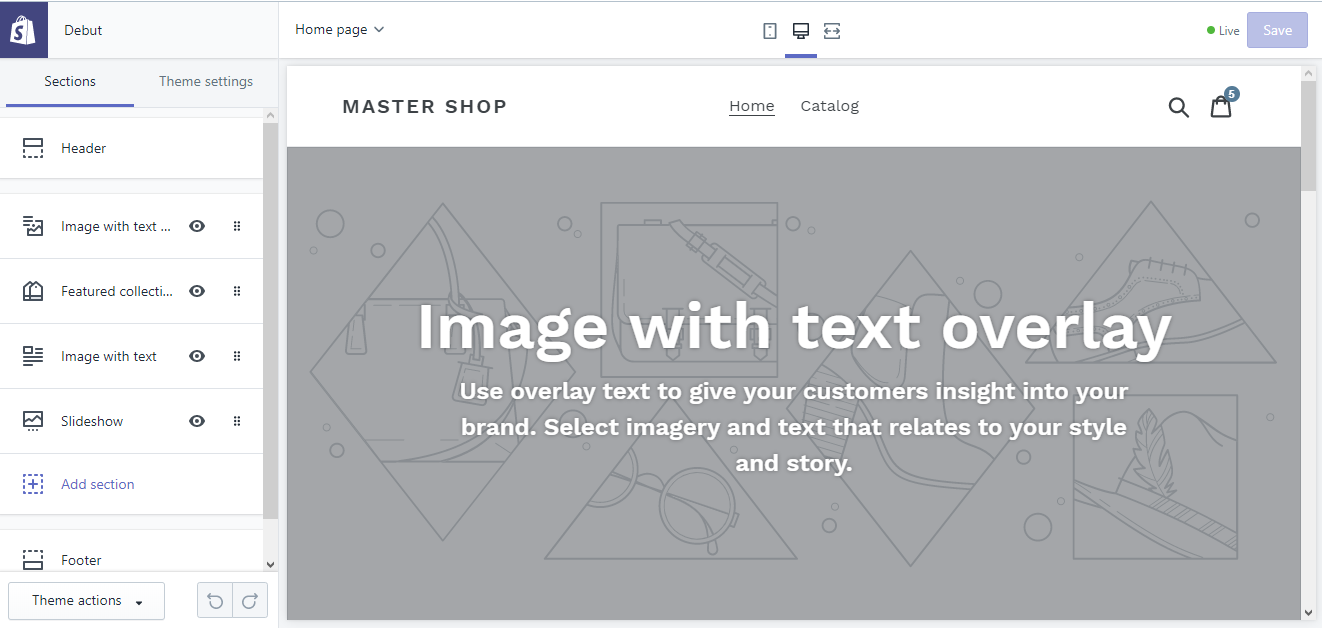 Debut
Home page
Live
Save
Sections
Theme settings
Header
Image with text ...
Featured collecti...
Image with text
Slideshow
Add section
Footer
Theme actions
MASTER SHOP
Home
Catalog
5
Image with text overlay
Use overlay text to give your customers insight into your
brand. Select imagery and text that relates to your style
and story.